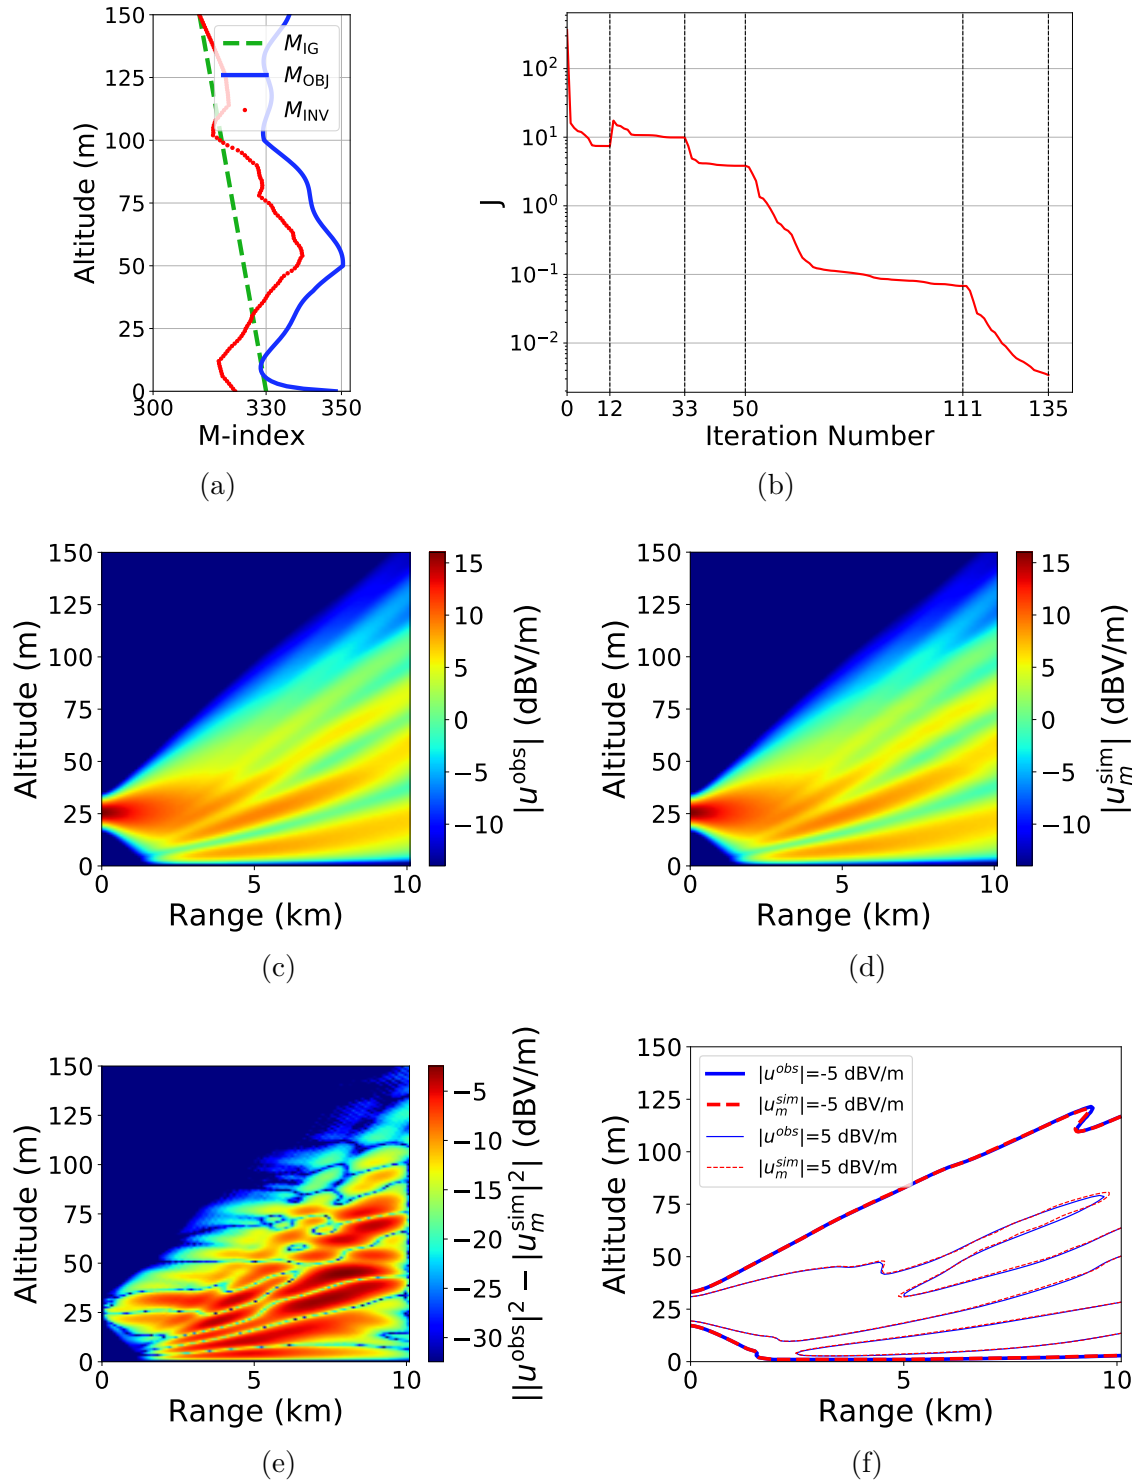 150
125
100
75
50
25
0
Altitude (m)
300
330
350
M-index
M_IG
M_OBJ
M_INV
(a)
10^2
10^1
10^0
10^−1
10^−2
J
0
12
33
50
111
135
Iteration Number
(b)
150
125
100
75
50
25
0
Altitude (m)
0
5
10
Range (km)
15
10
5
0
−5
−10
|u^obs| (dBV/m)
(c)
150
125
100
75
50
25
0
Altitude (m)
0
5
10
Range (km)
15
10
5
0
−5
−10
|u_m^sim| (dBV/m)
(d)
150
125
100
75
50
25
0
Altitude (m)
0
5
10
Range (km)
−5
−10
−15
−20
−25
−30
||u^obs|^2 − |u_m^sim|^2| (dBV/m)
(e)
150
125
100
75
50
25
0
Altitude (m)
0
5
10
Range (km)
|u^obs|=-5 dBV/m
|u_m^sim|=-5 dBV/m
|u^obs|=5 dBV/m
|u_m^sim|=5 dBV/m
(f)